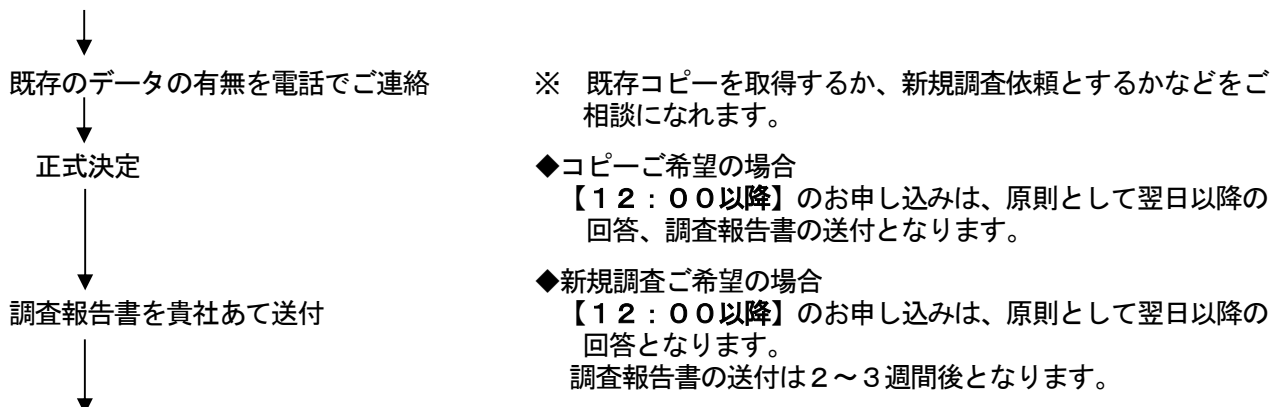 既存のデータの有無を電話でご連絡
※ 既存コピーを取得するか、新規調査依頼とするかなどをご
相談になれます。
正式決定
◆コピーご希望の場合
【１２：００以降】のお申し込みは、原則として翌日以降の
回答、調査報告書の送付となります。
◆新規調査ご希望の場合
調査報告書を貴社あて送付
【１２：００以降】のお申し込みは、原則として翌日以降の
回答となります。
調査報告書の送付は２～３週間後となります。